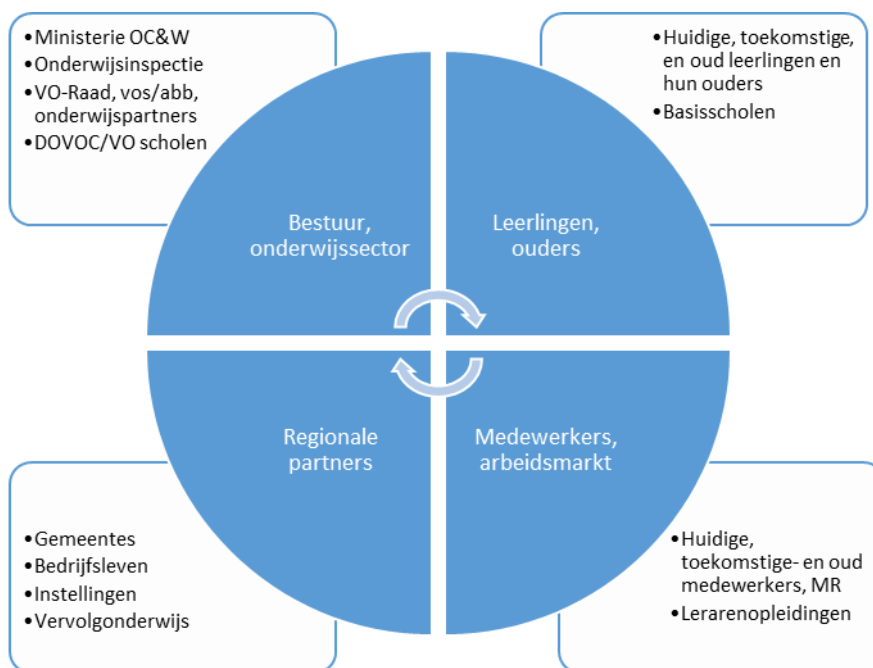 •Ministerie OC&W
•Onderwijsinspectie
•VO-Raad, vos/abb,
onderwijspartners
•DOVOC/VO scholen
•Huidige, toekomstige,
en oud leerlingen en
hun ouders
•Basisscholen
Bestuur,
onderwijssector
Leerlingen,
ouders
Regionale
partners
Medewerkers,
arbeidsmarkt
•Gemeentes
•Bedrijfsleven
•Instellingen
•Vervolgonderwijs
•Huidige,
toekomstige- en oud
medewerkers, MR
•Lerarenopleidingen